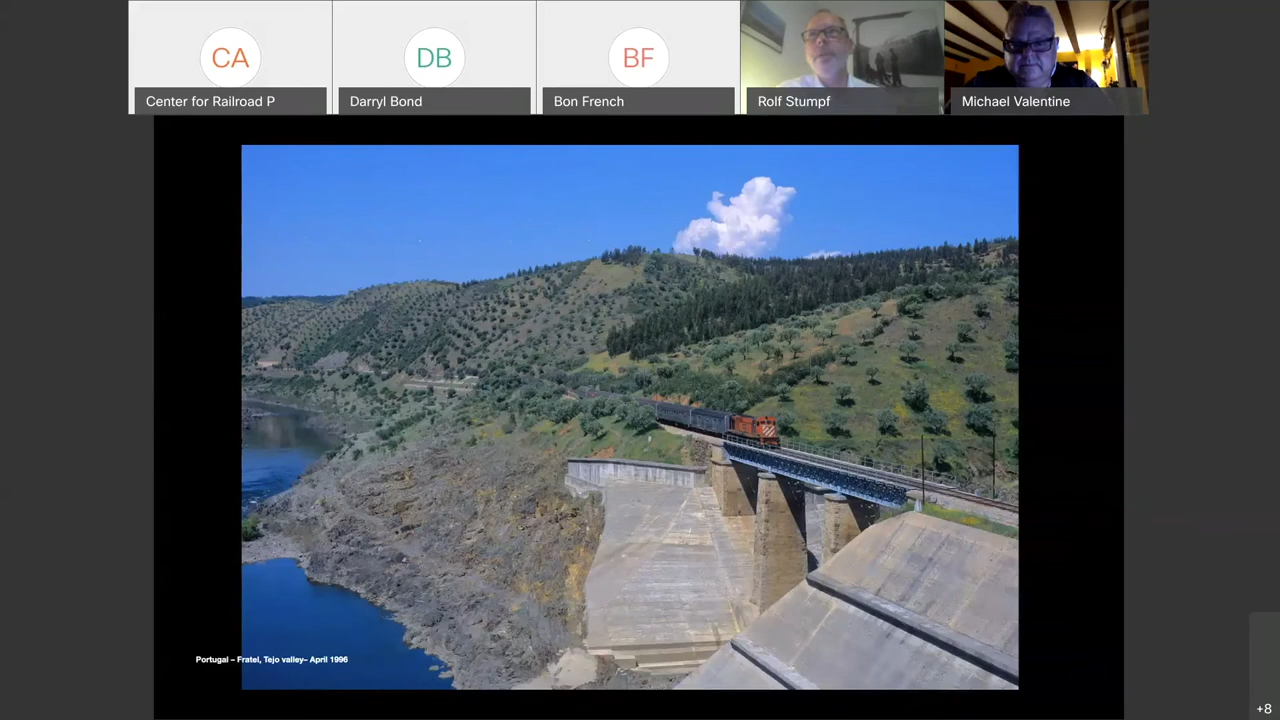 CA
DB
BF
Center for Railroad P
Darryl Bond
Bon French
Rolf Stumpf
Michael Valentine
Portugal – Fratel, Tejo valley– April 1996
+8